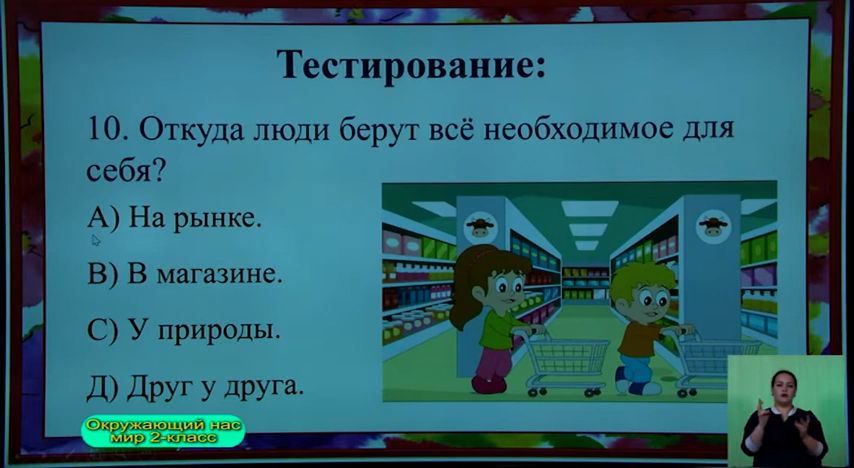 Тестирование:
10. Откуда люди берут всё необходимое для
себя?
А) На рынке.
В) В магазине.
С) У природы.
Д) Друг у друга.
Окружающий нас
мир 2-класс